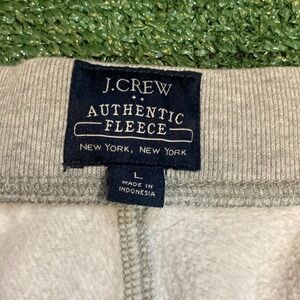 J.CREW
AUTHENTIC
FLEECE
NEW YORK, NEW YORK
L
MADE IN
INDONESIA